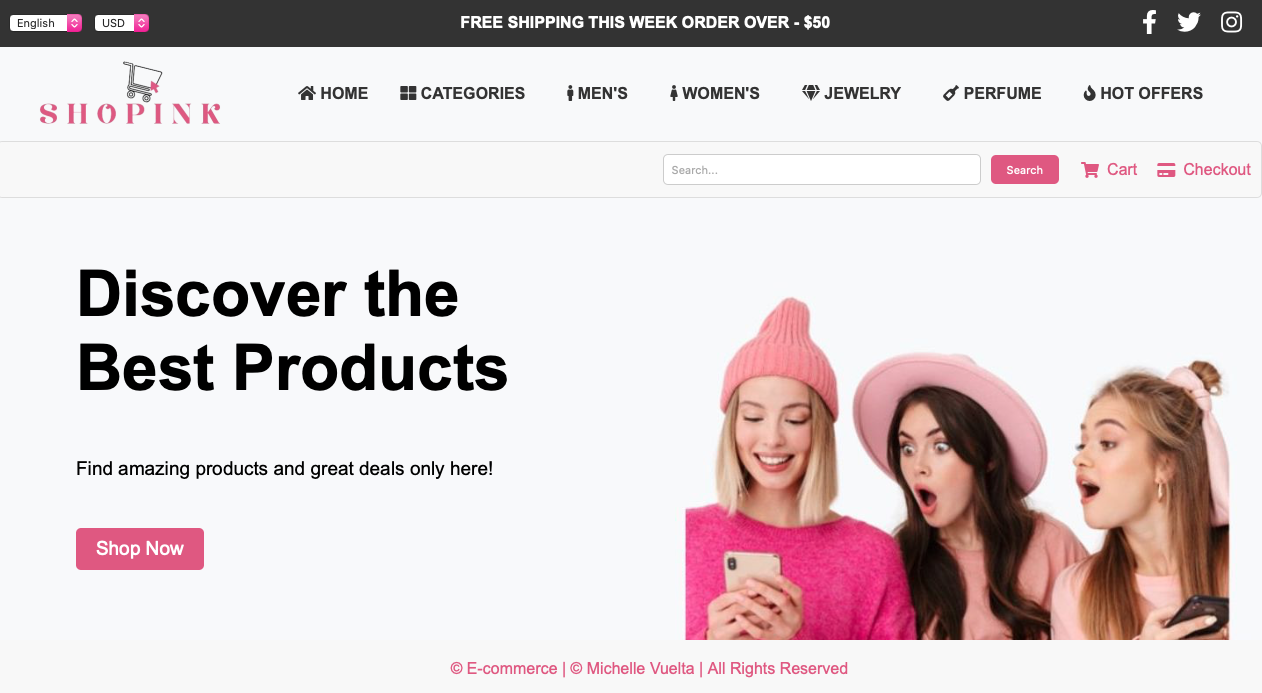 English USD FREE SHIPPING THIS WEEK ORDER OVER - $50
SHOPINK
HOME CATEGORIES MEN'S WOMEN'S JEWELRY PERFUME HOT OFFERS
Search... Search Cart Checkout
Discover the
Best Products
Find amazing products and great deals only here!
Shop Now
© E-commerce | © Michelle Vuelta | All Rights Reserved